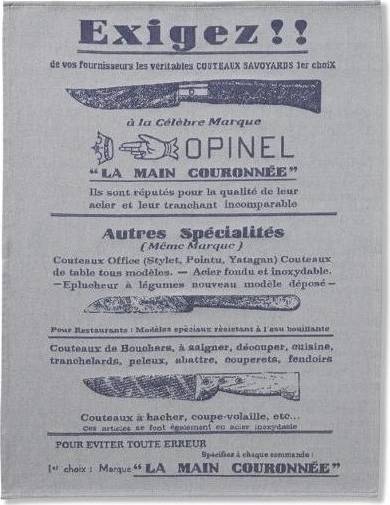 Exigez !!
de vos fournisseurs les véritables COUTEAUX SAVOYARDS 1er choix
à la Célèbre Marque
OPINEL
“LA MAIN COURONNÉE”
Ils sont réputés pour la qualité de leur
acier et leur tranchant incomparable
Autres Spécialités
(Même Marque)
Couteaux Office (Stylet, Pointu, Yatagan) Couteaux
de table tous modèles. — Acier fondu et inoxydable.
—Eplucheur à légumes nouveau modèle déposé—
Pour Restaurants : Modèles spéciaux résistant à l'eau bouillante
Couteaux de Bouchers, à saigner, découper, cuisine,
tranchelards, peleux, abattre, couperets, fendoirs
Couteaux à hacher, coupe-volaille, etc...
Ces articles se font également en acier inoxydable
POUR EVITER TOUTE ERREUR
Spécifiez à chaque commande :
1er choix : Marque “LA MAIN COURONNÉE”